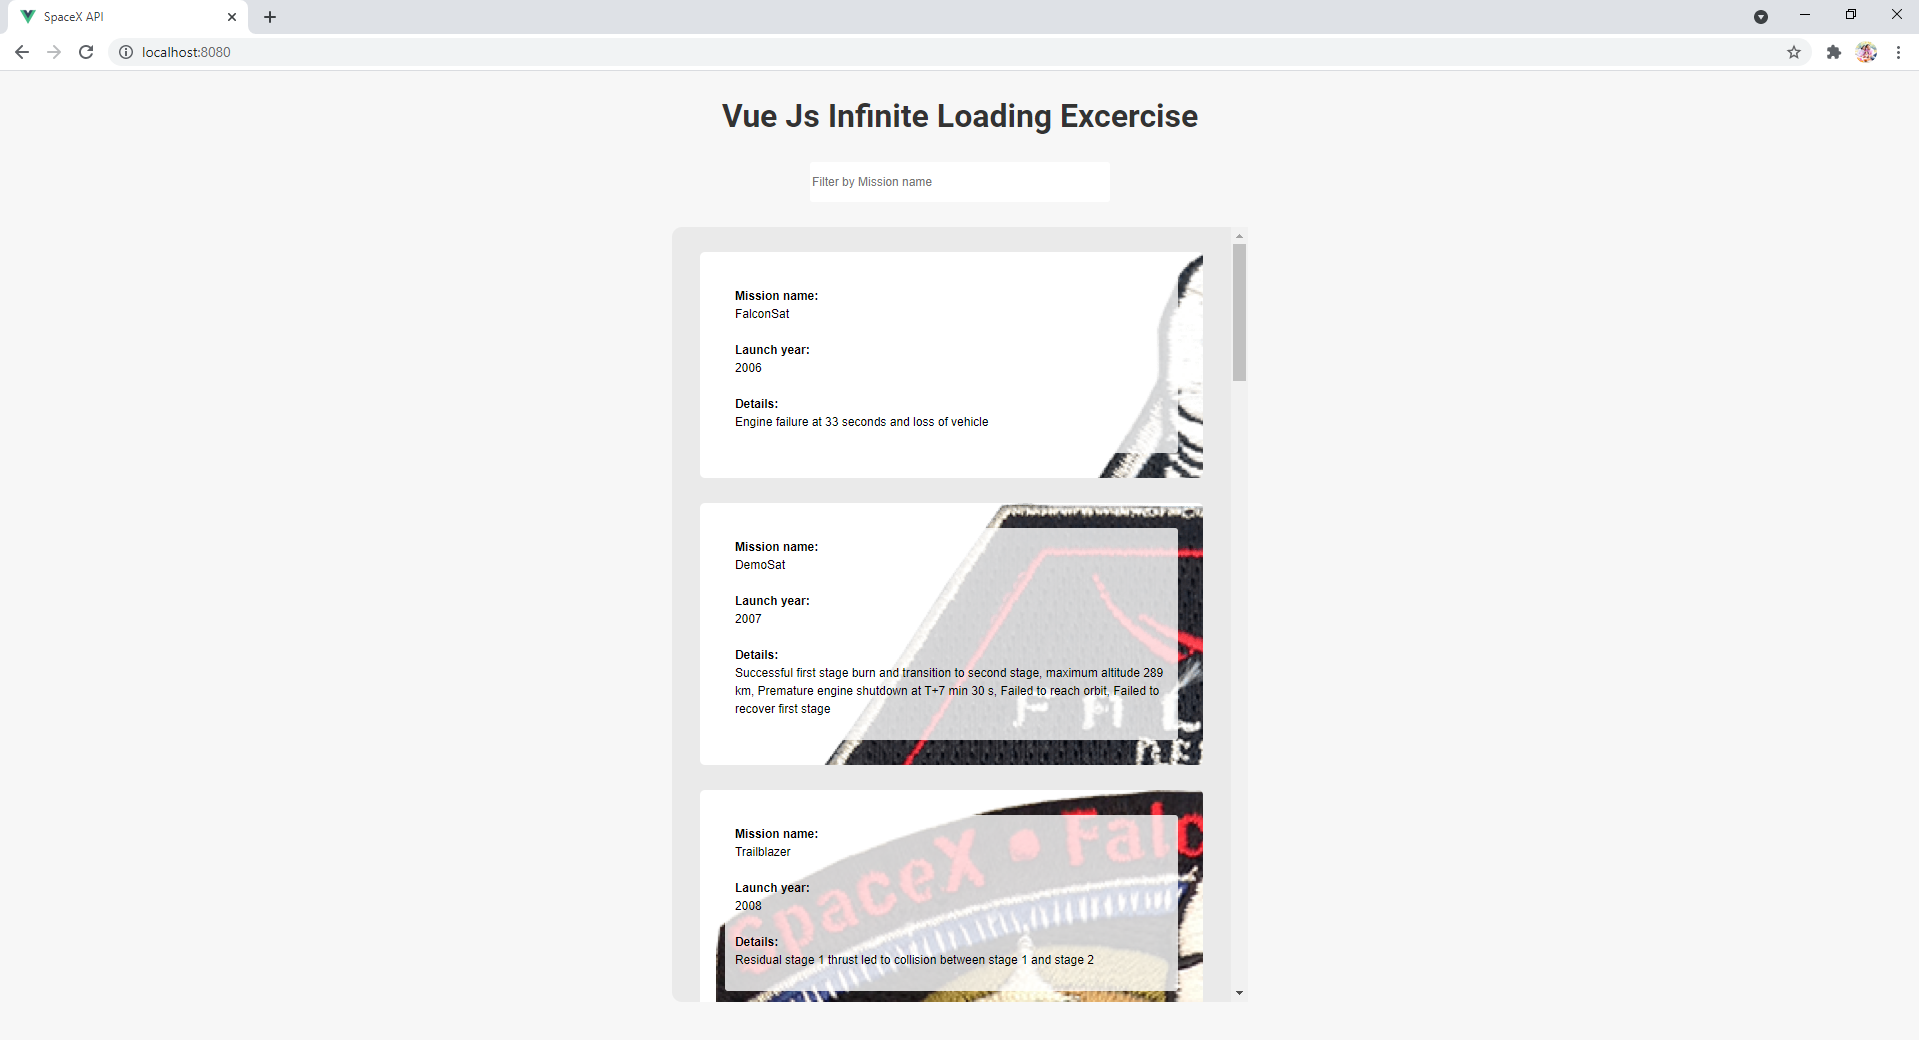 SpaceX API
localhost:8080
Vue Js Infinite Loading Excercise
Filter by Mission name
Mission name:
FalconSat
Launch year:
2006
Details:
Engine failure at 33 seconds and loss of vehicle
Mission name:
DemoSat
Launch year:
2007
Details:
Successful first stage burn and transition to second stage, maximum altitude 289
km, Premature engine shutdown at T+7 min 30 s, Failed to reach orbit, Failed to
recover first stage
FAL
DES
SpaceX • Falc
Mission name:
Trailblazer
Launch year:
2008
Details:
Residual stage 1 thrust led to collision between stage 1 and stage 2